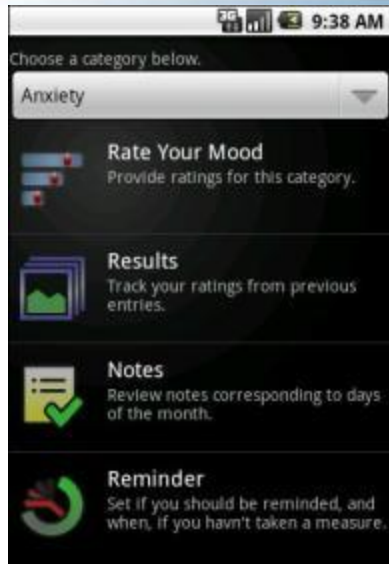 3G
9:38 AM
Choose a category below.
Anxiety
Rate Your Mood
Provide ratings for this category.
Results
Track your ratings from previous
entries.
Notes
Review notes corresponding to days
of the month.
Reminder
Set if you should be reminded, and
when, if you havn't taken a measure.